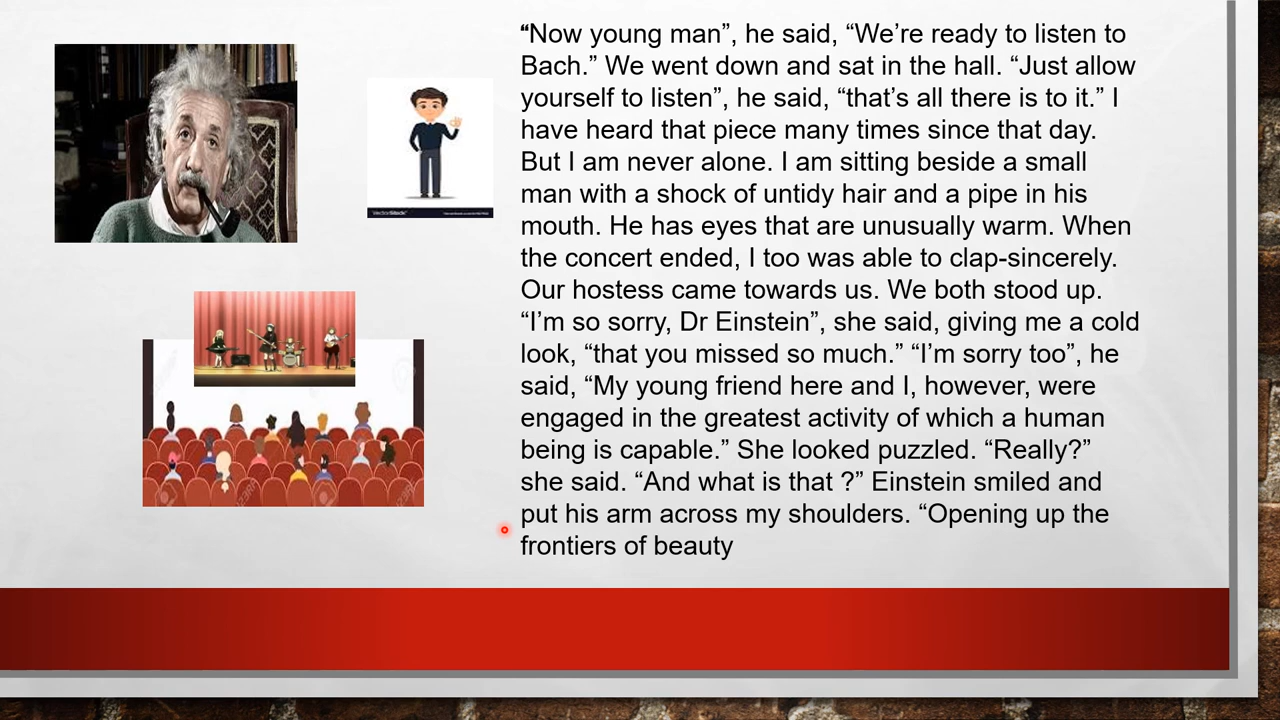 “Now young man”, he said, “We’re ready to listen to
Bach.” We went down and sat in the hall. “Just allow
yourself to listen”, he said, “that’s all there is to it.” I
have heard that piece many times since that day.
But I am never alone. I am sitting beside a small
man with a shock of untidy hair and a pipe in his
mouth. He has eyes that are unusually warm. When
the concert ended, I too was able to clap-sincerely.
Our hostess came towards us. We both stood up.
“I’m so sorry, Dr Einstein”, she said, giving me a cold
look, “that you missed so much.” “I’m sorry too”, he
said, “My young friend here and I, however, were
engaged in the greatest activity of which a human
being is capable.” She looked puzzled. “Really?”
she said. “And what is that ?” Einstein smiled and
put his arm across my shoulders. “Opening up the
frontiers of beauty
VectorStock